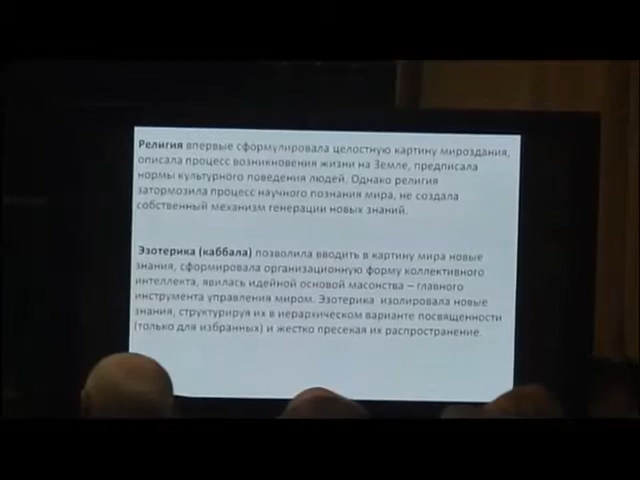 Религия впервые сформулировала целостную картину мироздания,
описала процесс возникновения жизни на Земле, предписала
нормы культурного поведения людей. Однако религия
затормозила процесс научного познания мира, не создала
собственный механизм генерации новых знаний.
Эзотерика (каббала) позволила вводить в картину мира новые
знания, сформировала организационную форму коллективного
интеллекта, явилась идейной основой масонства – главного
инструмента управления миром. Эзотерика изолировала новые
знания, структурируя их в иерархическом варианте посвященности
(только для избранных) и жестко пресекая их распространение.